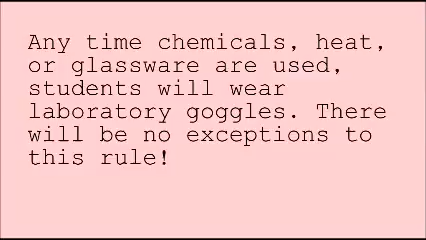 Any time chemicals, heat,
or glassware are used,
students will wear
laboratory goggles. There
will be no exceptions to
this rule!